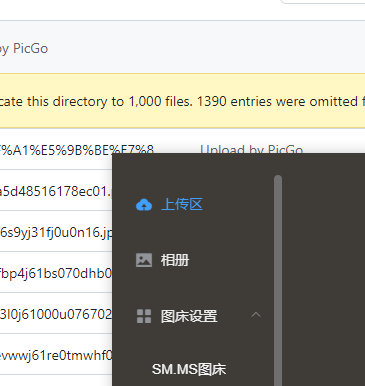 by PicGo
cate this directory to 1,000 files. 1390 entries were omitted f
%A1%E5%9B%BE%E7%8
Upload by PicGo
a5d48516178ec01.
上传区
6s9yj31fj0u0n16.jp
相册
fbp4j61bs070dhb0
3l0j61000u076702
图床设置
evwwj61re0tmwhf0
SM.MS图床